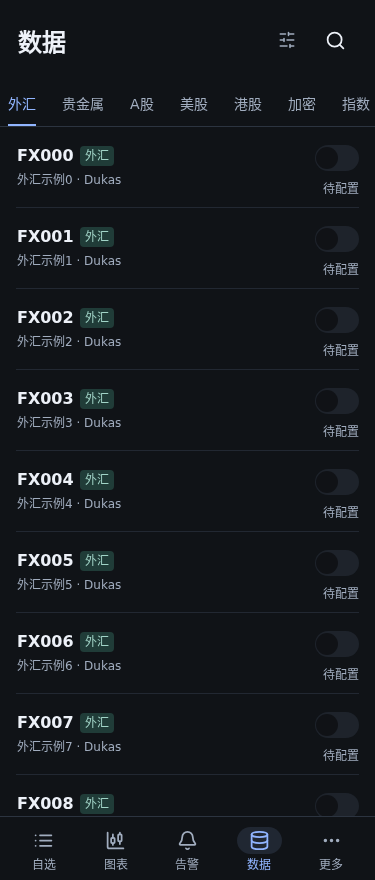 数据
外汇 贵金属 A股 美股 港股 加密 指数
FX000 外汇
外汇示例0 · Dukas
待配置
FX001 外汇
外汇示例1 · Dukas
待配置
FX002 外汇
外汇示例2 · Dukas
待配置
FX003 外汇
外汇示例3 · Dukas
待配置
FX004 外汇
外汇示例4 · Dukas
待配置
FX005 外汇
外汇示例5 · Dukas
待配置
FX006 外汇
外汇示例6 · Dukas
待配置
FX007 外汇
外汇示例7 · Dukas
待配置
FX008 外汇
自选 图表 告警 数据 更多